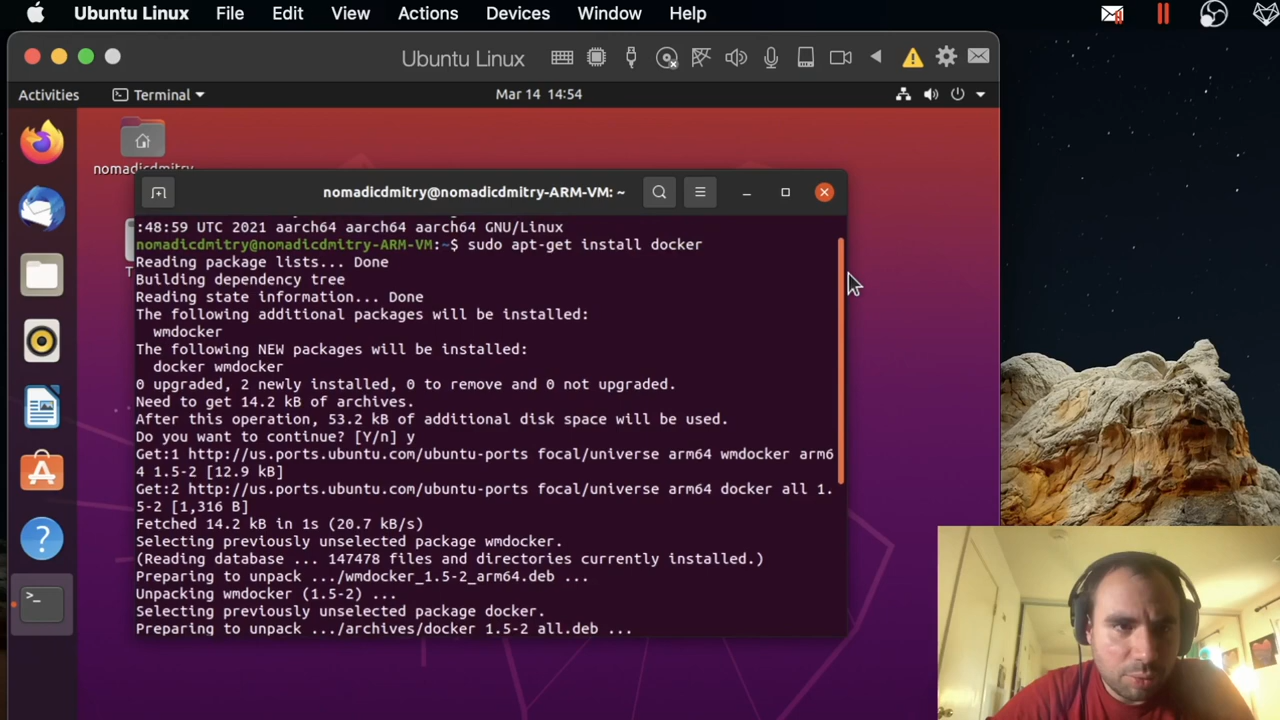 Ubuntu Linux File Edit View Actions Devices Window Help
Ubuntu Linux
Activities Terminal Mar 14 14:54
nomadicdmitry
nomadicdmitry@nomadicdmitry-ARM-VM: ~
:48:59 UTC 2021 aarch64 aarch64 aarch64 GNU/Linux
nomadicdmitry@nomadicdmitry-ARM-VM:~$ sudo apt-get install docker
Reading package lists... Done
Building dependency tree
Reading state information... Done
The following additional packages will be installed:
wmdocker
The following NEW packages will be installed:
docker wmdocker
0 upgraded, 2 newly installed, 0 to remove and 0 not upgraded.
Need to get 14.2 kB of archives.
After this operation, 53.2 kB of additional disk space will be used.
Do you want to continue? [Y/n] y
Get:1 http://us.ports.ubuntu.com/ubuntu-ports focal/universe arm64 wmdocker arm6
4 1.5-2 [12.9 kB]
Get:2 http://us.ports.ubuntu.com/ubuntu-ports focal/universe arm64 docker all 1.
5-2 [1,316 B]
Fetched 14.2 kB in 1s (20.7 kB/s)
Selecting previously unselected package wmdocker.
(Reading database ... 147478 files and directories currently installed.)
Preparing to unpack .../wmdocker_1.5-2_arm64.deb ...
Unpacking wmdocker (1.5-2) ...
Selecting previously unselected package docker.
Preparing to unpack .../archives/docker 1.5-2 all.deb ...